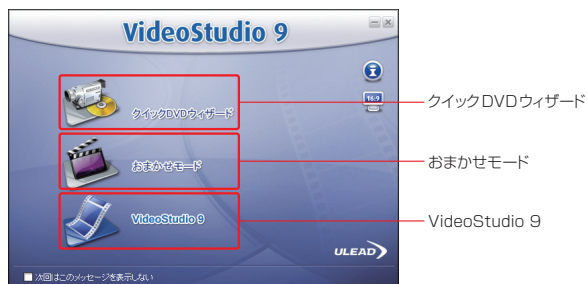 VideoStudio 9
16:9
クイックDVDウィザード
クイックDVDウィザード
おまかせモード
おまかせモード
VideoStudio 9
VideoStudio 9
ULEAD
次回はこのメッセージを表示しない